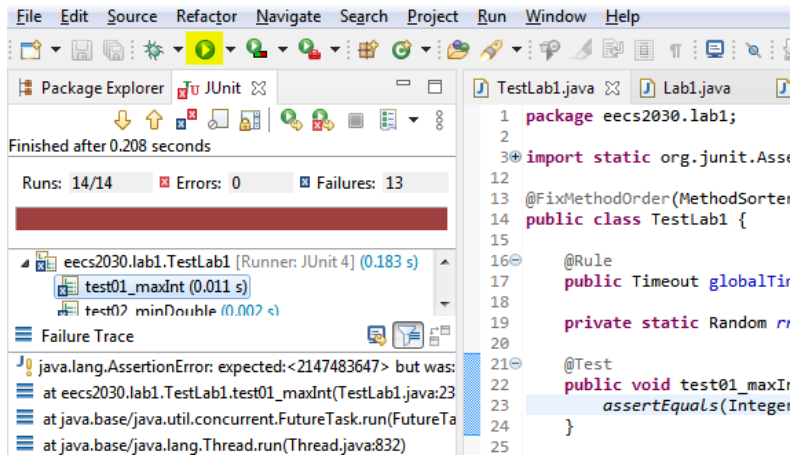 File Edit Source Refactor Navigate Search Project Run Window Help
Package Explorer JUnit
Finished after 0.208 seconds
Runs: 14/14 Errors: 0 Failures: 13
eecs2030.lab1.TestLab1 [Runner: JUnit 4] (0.183 s)
test01_maxInt (0.011 s)
test02_minDouble (0.002 s)
Failure Trace
java.lang.AssertionError: expected:<2147483647> but was:
at eecs2030.lab1.TestLab1.test01_maxInt(TestLab1.java:23
at java.base/java.util.concurrent.FutureTask.run(FutureTa
at java.base/java.lang.Thread.run(Thread.java:832)
TestLab1.java Lab1.java
1 package eecs2030.lab1;
2
3 import static org.junit.Asse
12
13 @FixMethodOrder(MethodSorter
14 public class TestLab1 {
15
16 @Rule
17 public Timeout globalTim
18
19 private static Random rn
20
21 @Test
22 public void test01_maxIn
23 assertEquals(Integer
24 }
25